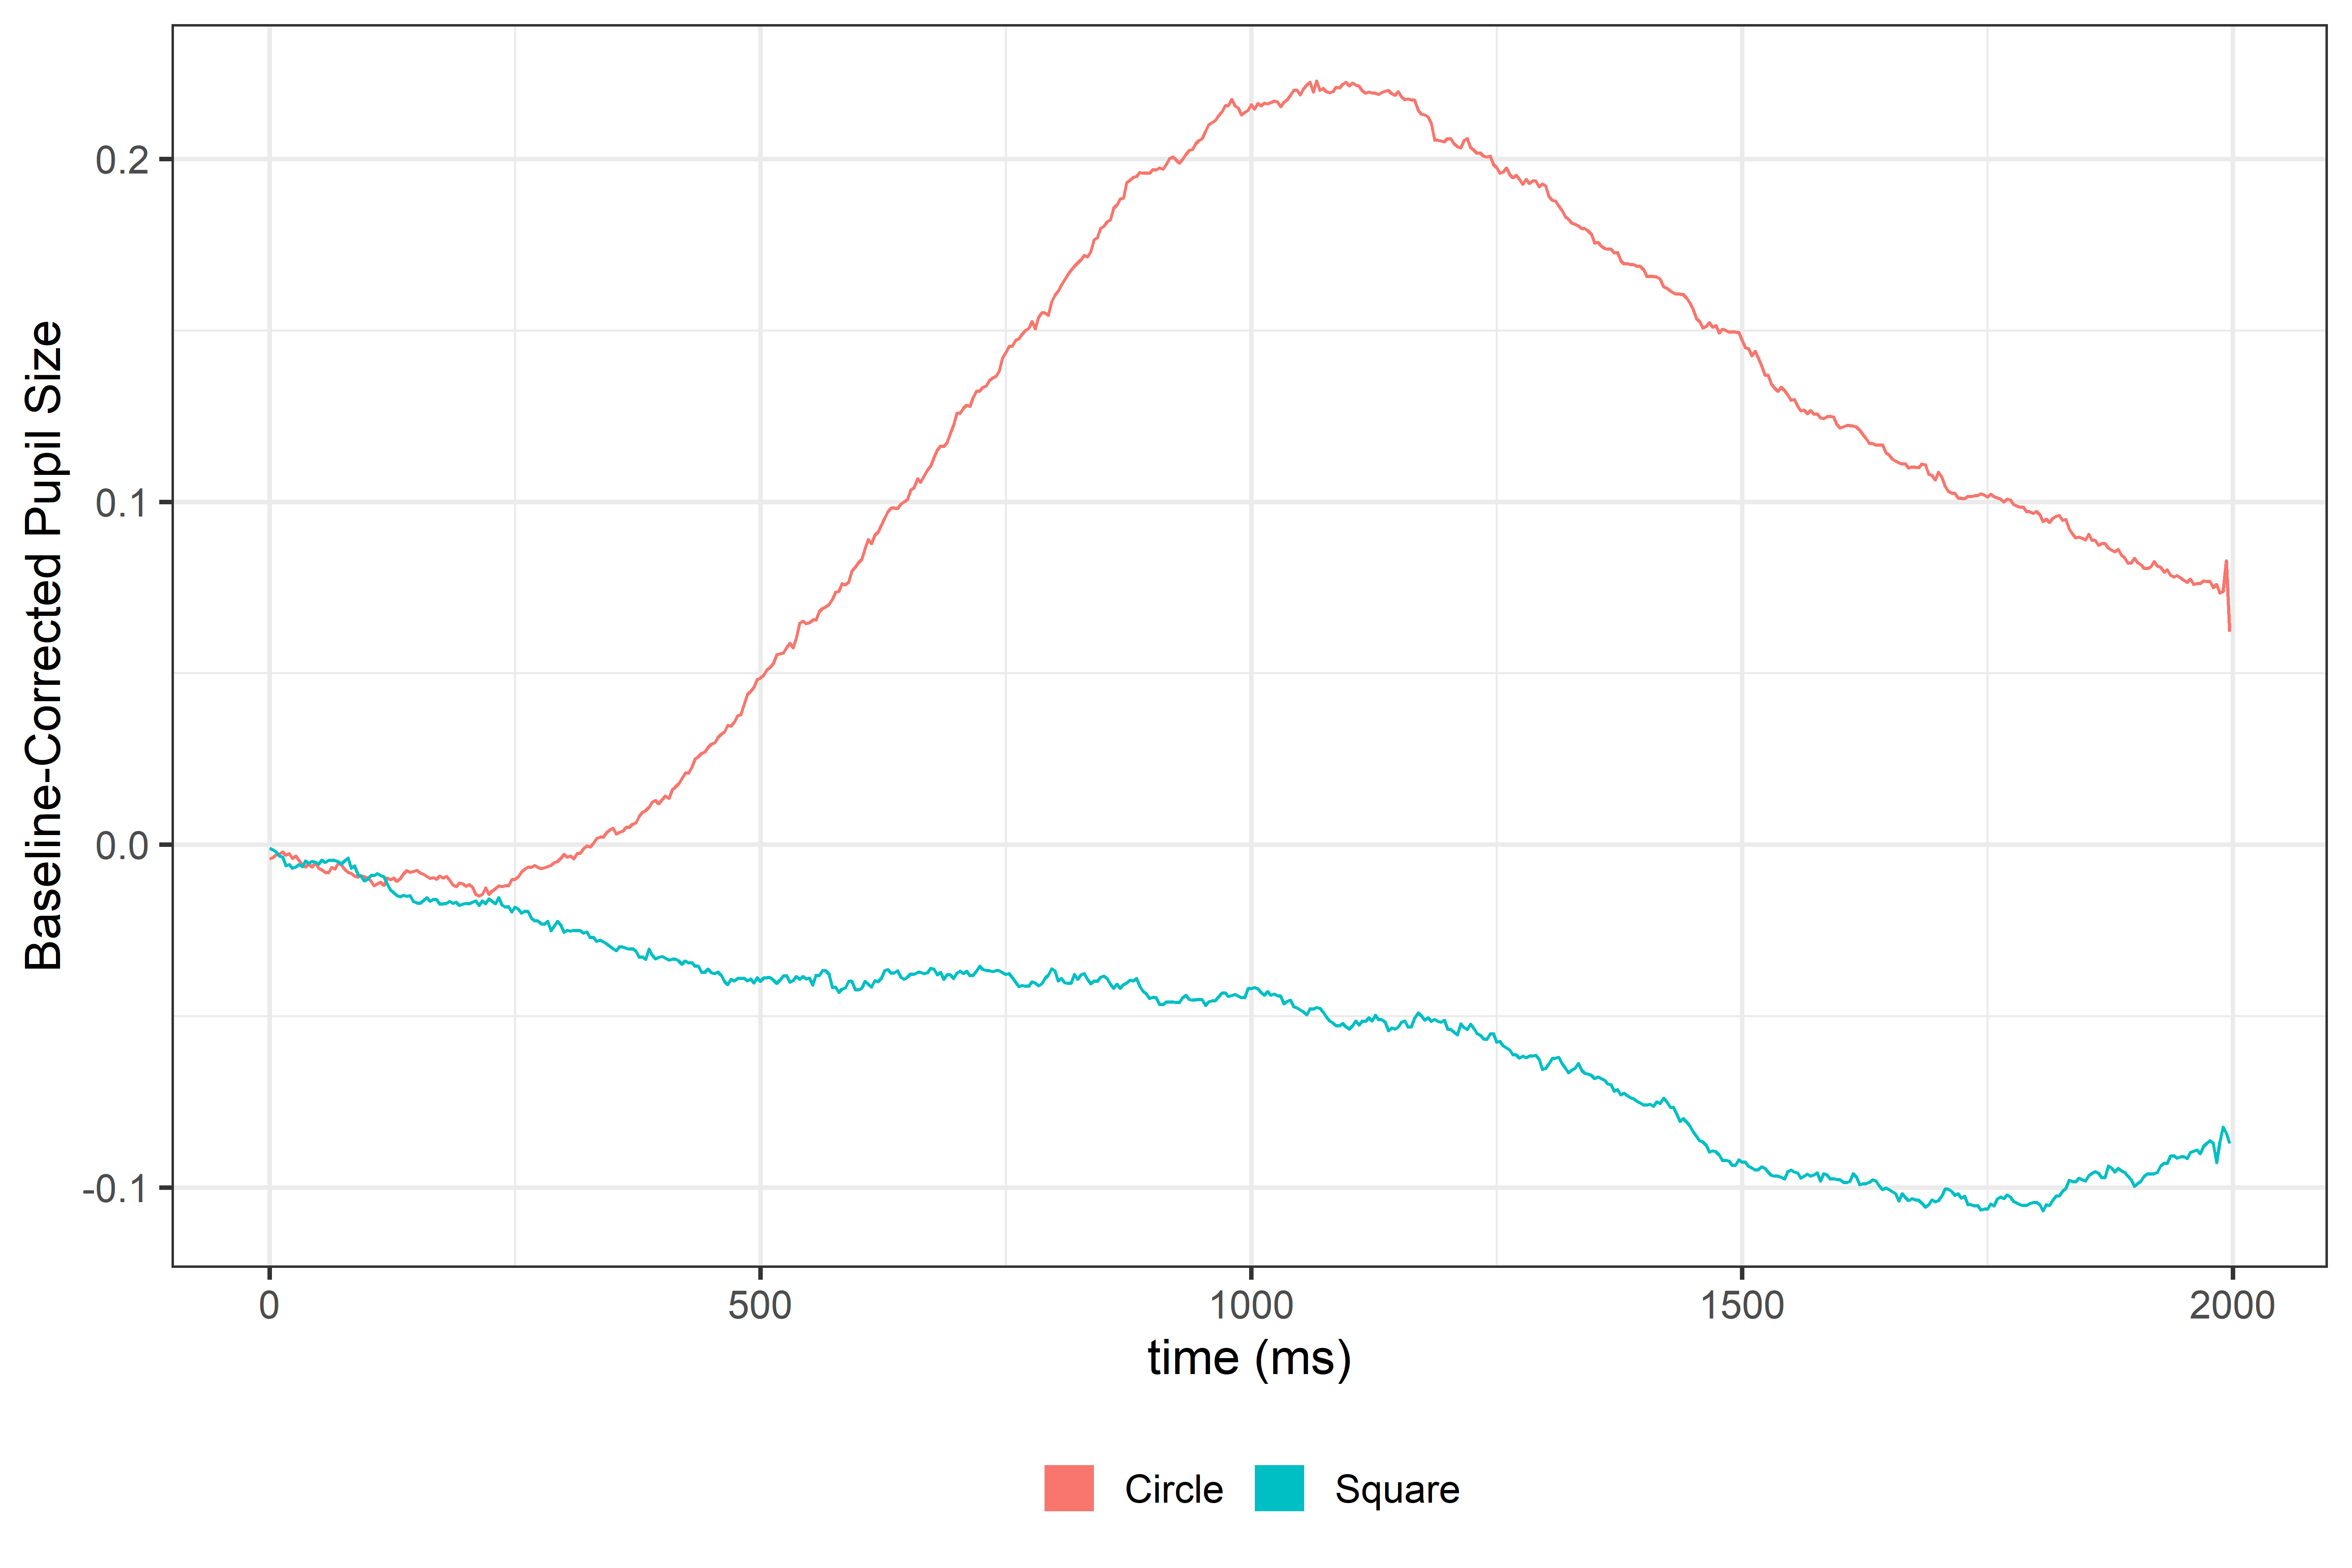 Baseline-Corrected Pupil Size
0.2
0.1
0.0
-0.1
0 500 1000 1500 2000
time (ms)
Circle Square